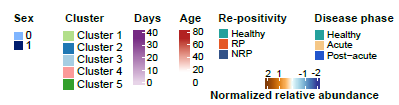 Sex
0
1
Cluster
Cluster 1
Cluster 2
Cluster 3
Cluster 4
Cluster 5
Days
40
30
20
10
0
Age
80
60
40
20
0
Re-positivity
Healthy
RP
NRP
Disease phase
Healthy
Acute
Post-acute
2 1 -1 -2
Normalized relative abundance